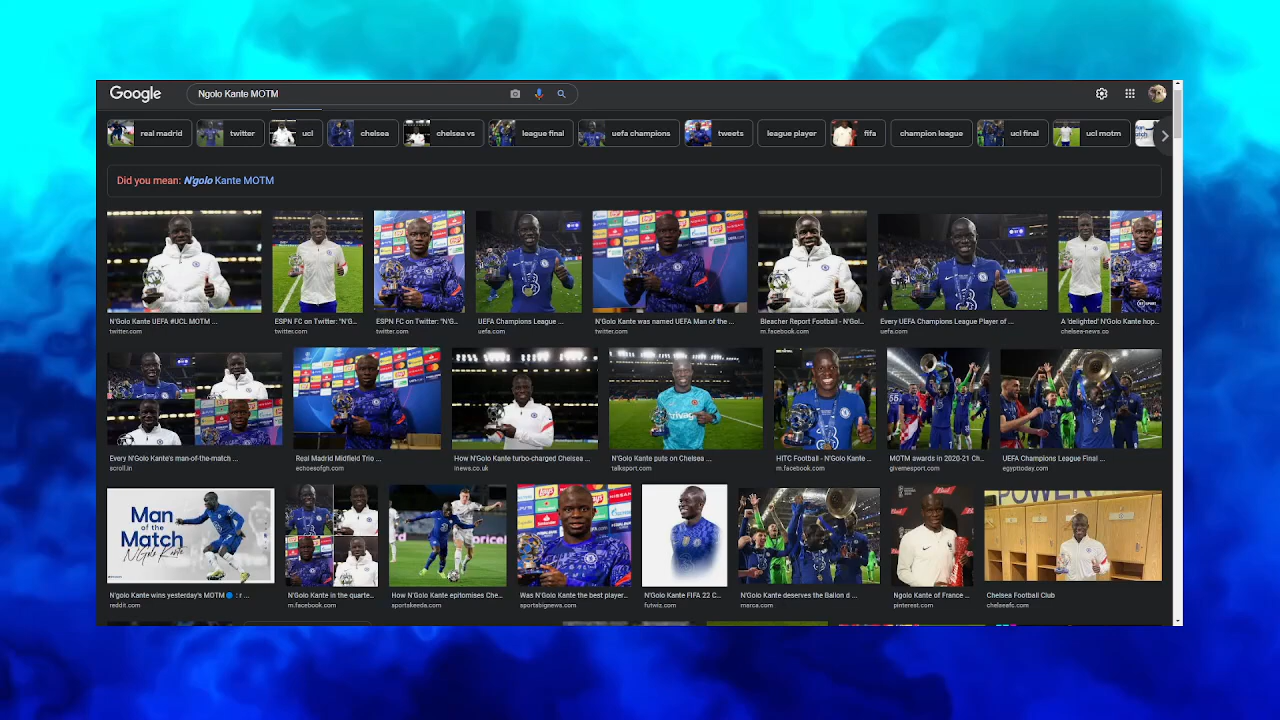 Google
Ngolo Kante MOTM
real madrid
twitter
ucl
chelsea
chelsea vs
league final
uefa champions
tweets
league player
fifa
champion league
ucl final
ucl motm
Did you mean: N'golo Kante MOTM
N'Golo Kante UEFA #UCL MOTM ...
twitter.com
ESPN FC on Twitter: "N'G...
twitter.com
ESPN FC on Twitter: "N'G...
twitter.com
UEFA Champions League ...
uefa.com
N'Golo Kante was named UEFA Man of the ...
twitter.com
Bleacher Report Football - N'Gol...
m.facebook.com
Every UEFA Champions League Player of ...
uefa.com
A 'delighted' N'Golo Kante hop...
chelsea-news.co
Every N'Golo Kante's man-of-the-match ...
scroll.in
Real Madrid Midfield Trio ...
echoesofgh.com
How N'Golo Kante turbo-charged Chelsea ...
inews.co.uk
N'Golo Kante puts on Chelsea ...
talksport.com
HITC Football - N'Golo Kante ...
m.facebook.com
MOTM awards in 2020-21 Ch...
givemesport.com
UEFA Champions League Final ...
egypttoday.com
Man
of the
Match
N'Golo Kante
POWER
N'golo Kante wins yesterday's MOTM : r ...
reddit.com
N'Golo Kante in the quarte...
m.facebook.com
How N'Golo Kante epitomises Che...
sportskeeda.com
Was N'Golo Kante the best player...
sportsbignews.com
N'Golo Kante FIFA 22 C...
futwiz.com
N'Golo Kante deserves the Ballon d ...
marca.com
Ngolo Kante of France ...
pinterest.com
Chelsea Football Club
chelseafc.com